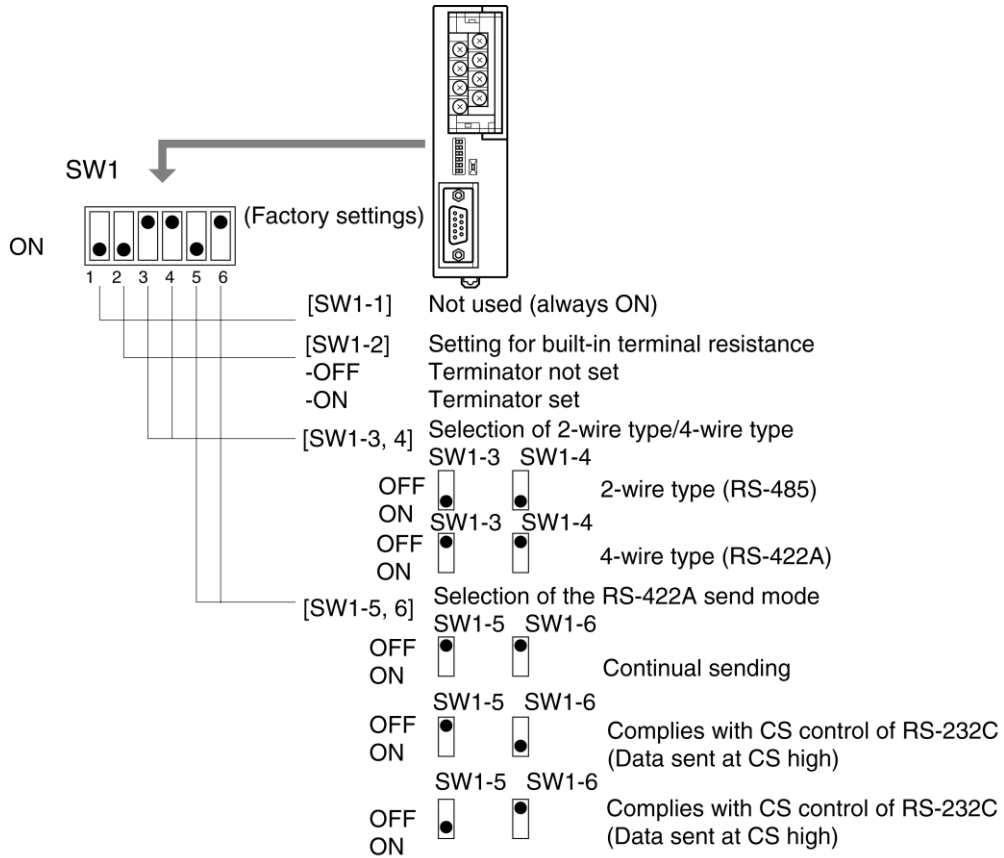 SW1
(Factory settings)
ON
1 2 3 4 5 6
[SW1-1] Not used (always ON)
[SW1-2] Setting for built-in terminal resistance
-OFF Terminator not set
-ON Terminator set
[SW1-3, 4] Selection of 2-wire type/4-wire type
SW1-3 SW1-4
OFF
ON
2-wire type (RS-485)
SW1-3 SW1-4
OFF
ON
4-wire type (RS-422A)
[SW1-5, 6] Selection of the RS-422A send mode
SW1-5 SW1-6
OFF
ON
Continual sending
SW1-5 SW1-6
OFF
ON
Complies with CS control of RS-232C
(Data sent at CS high)
SW1-5 SW1-6
OFF
ON
Complies with CS control of RS-232C
(Data sent at CS high)